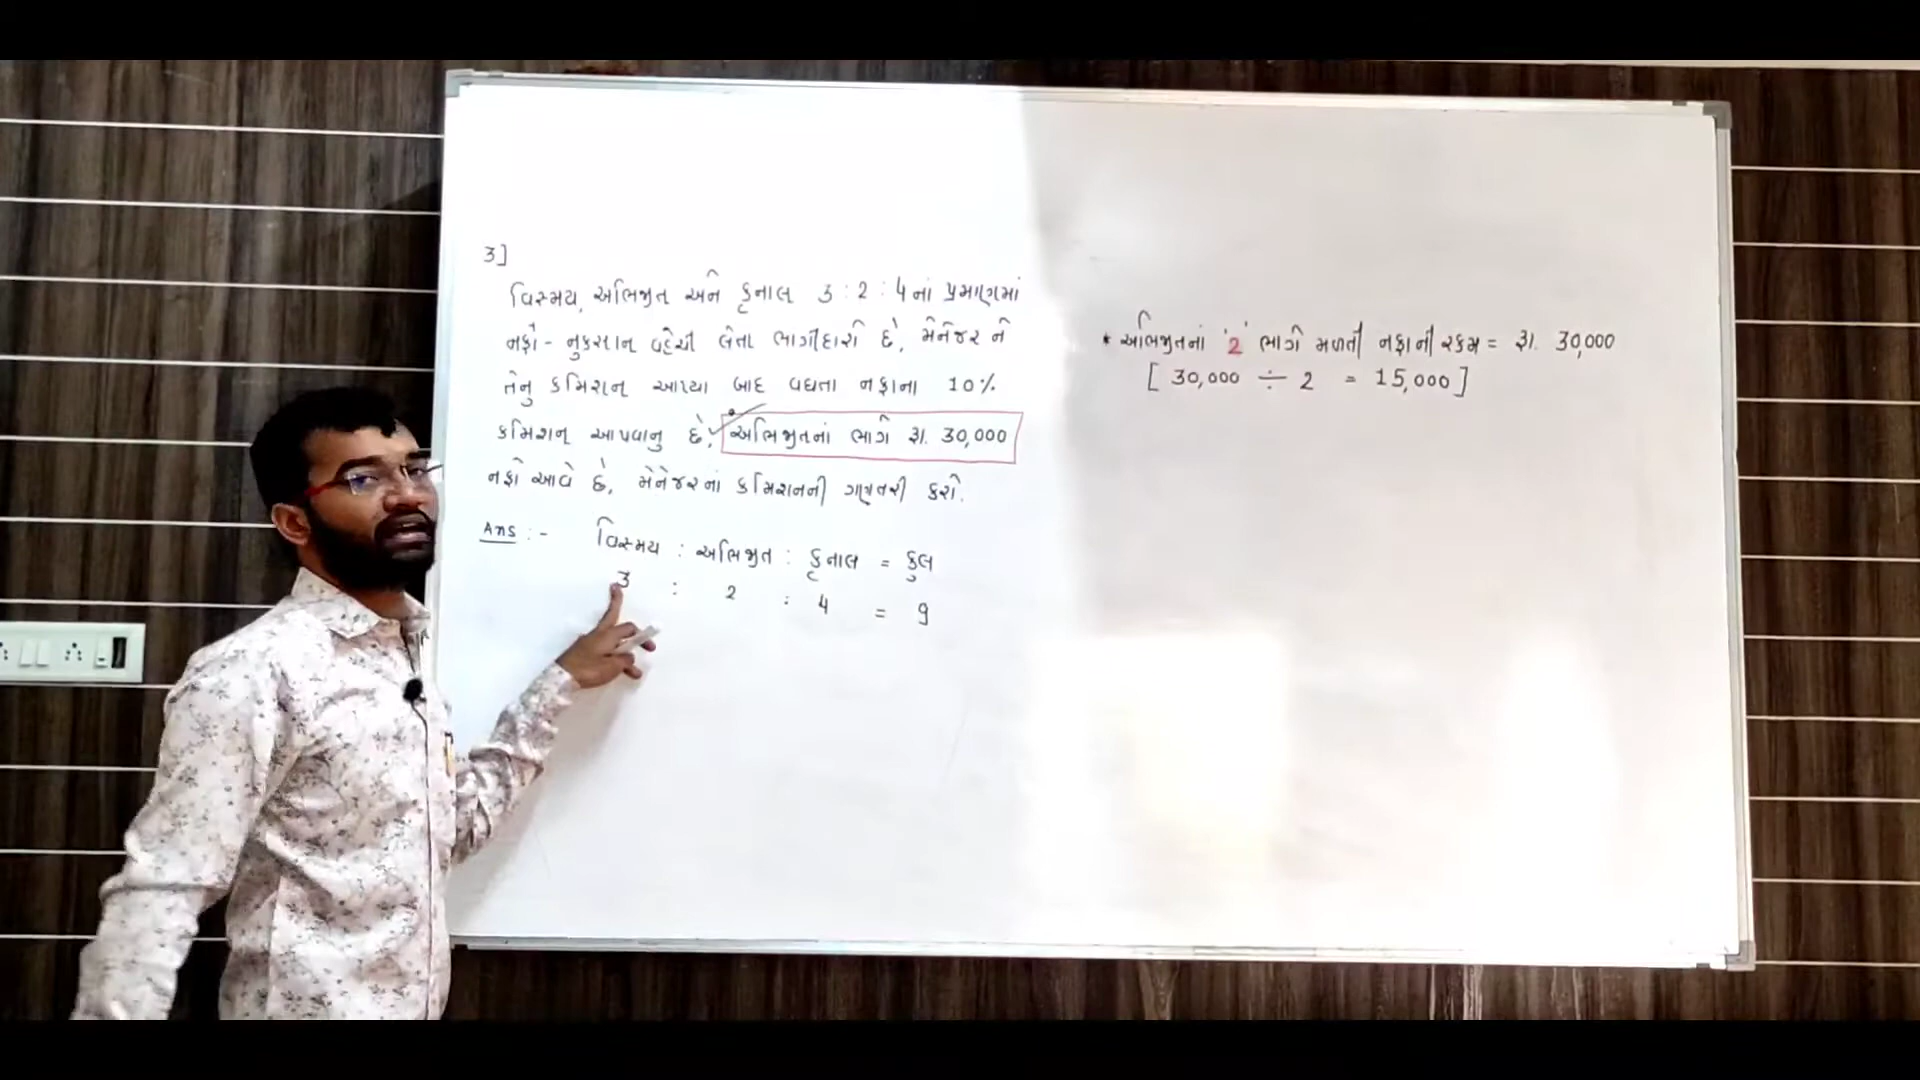 3]
વિસ્મય, અભિજીત અને કૃનાલ 3 : 2 : 4નાં પ્રમાણમાં
નફો - નુકસાન વહેંચી લેતા ભાગીદારો છે, મેનેજર ને
તેનુ કમિશન આપ્યા બાદ વધતા નફાના 10%
કમિશન આપવાનુ છે, અભિજીતનાં ભાગે રૂા. 30,000
નફો આવે છે, મેનેજરનાં કમિશનની ગણતરી કરો.
Ans :- વિસ્મય : અભિજીત : કૃનાલ = કુલ
3 : 2 : 4 = 9
* અભિજીતનાં '2' ભાગે મળતી નફાની રકમ = રૂા. 30,000
[ 30,000 ÷ 2 = 15,000 ]